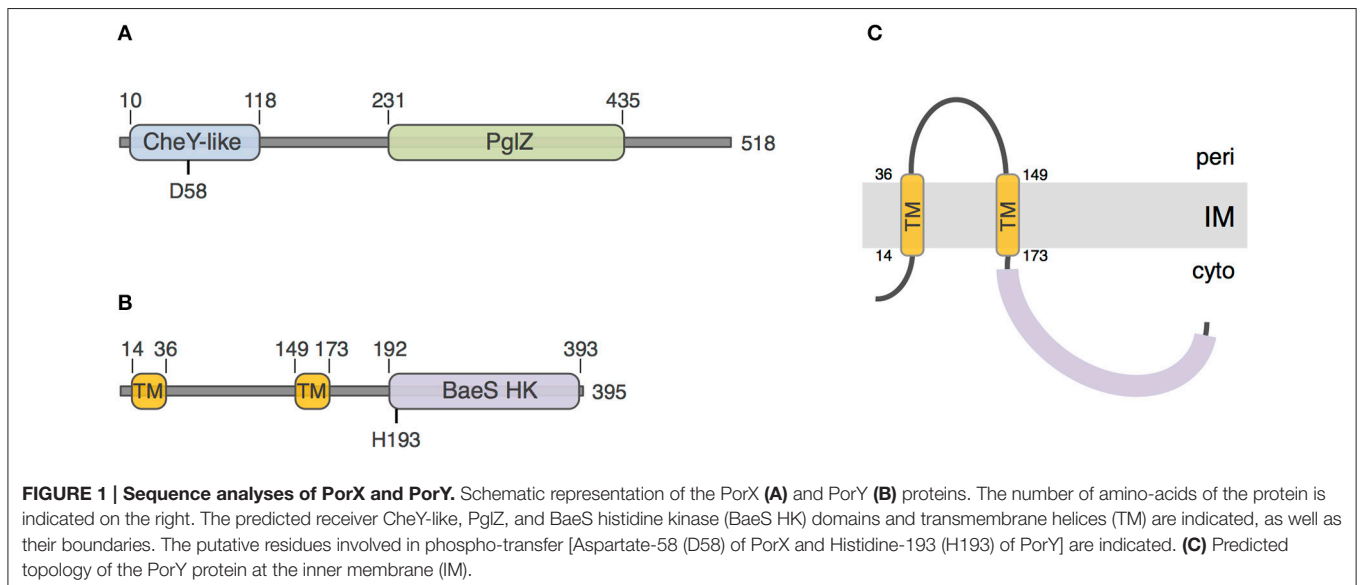 A
10 118 231 435
CheY-like PglZ 518
D58
B
14 36 149 173 192 393
TM TM BaeS HK 395
H193
C
peri
36 149
TM TM IM
14 173
cyto
FIGURE 1 | Sequence analyses of PorX and PorY. Schematic representation of the PorX (A) and PorY (B) proteins. The number of amino-acids of the protein is
indicated on the right. The predicted receiver CheY-like, PglZ, and BaeS histidine kinase (BaeS HK) domains and transmembrane helices (TM) are indicated, as well as
their boundaries. The putative residues involved in phospho-transfer [Aspartate-58 (D58) of PorX and Histidine-193 (H193) of PorY] are indicated. (C) Predicted
topology of the PorY protein at the inner membrane (IM).